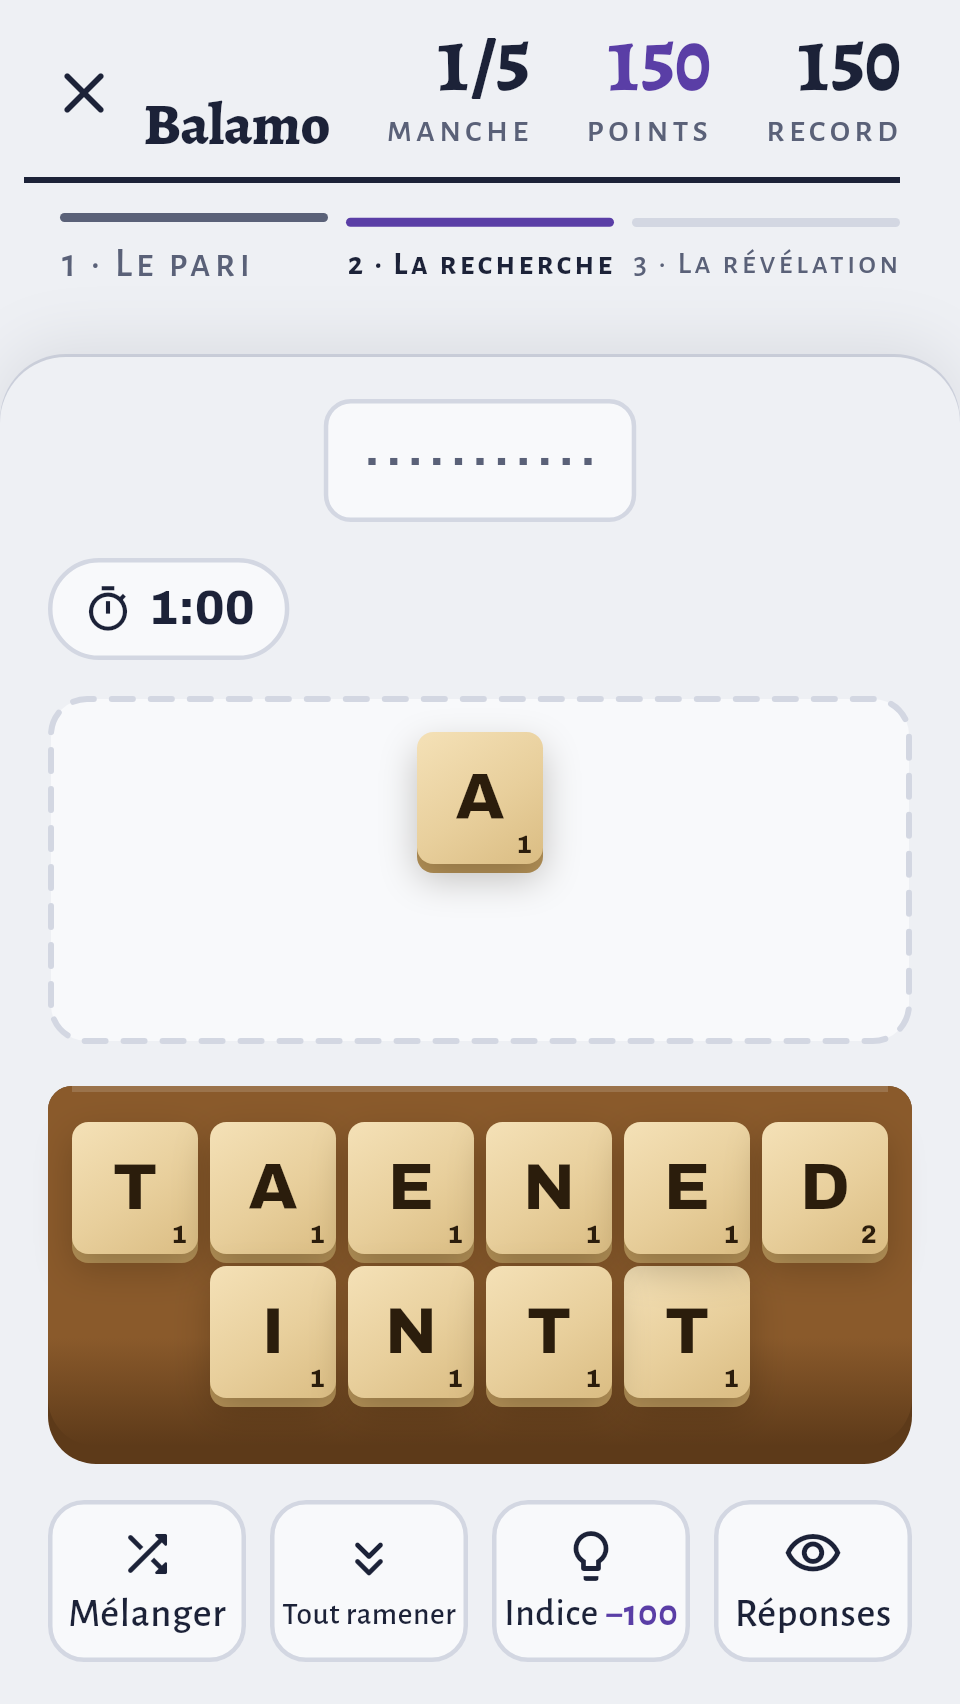 Balamo
1/5
MANCHE
150
POINTS
150
RECORD
1 · Le pari
2 · La recherche
3 · La révélation
...........
1:00
A 1
T 1 A 1 E 1 N 1 E 1 D 2
I 1 N 1 T 1 T 1
Mélanger
Tout ramener
Indice –100
Réponses